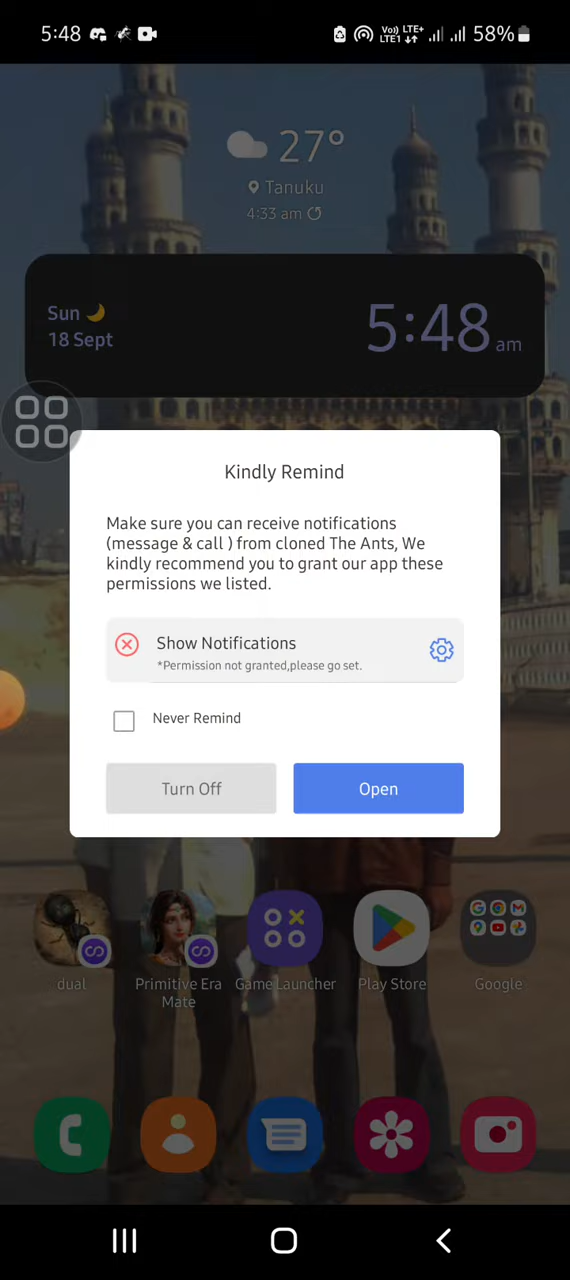 5:48
Vo) LTE+
LTE1
58%
27°
Tanuku
4:33 am
Sun
18 Sept
5:48 am
Kindly Remind
Make sure you can receive notifications
(message & call ) from cloned The Ants, We
kindly recommend you to grant our app these
permissions we listed.
Show Notifications
*Permission not granted,please go set.
Never Remind
Turn Off
Open
dual
Primitive Era
Mate
Game Launcher
Play Store
Google